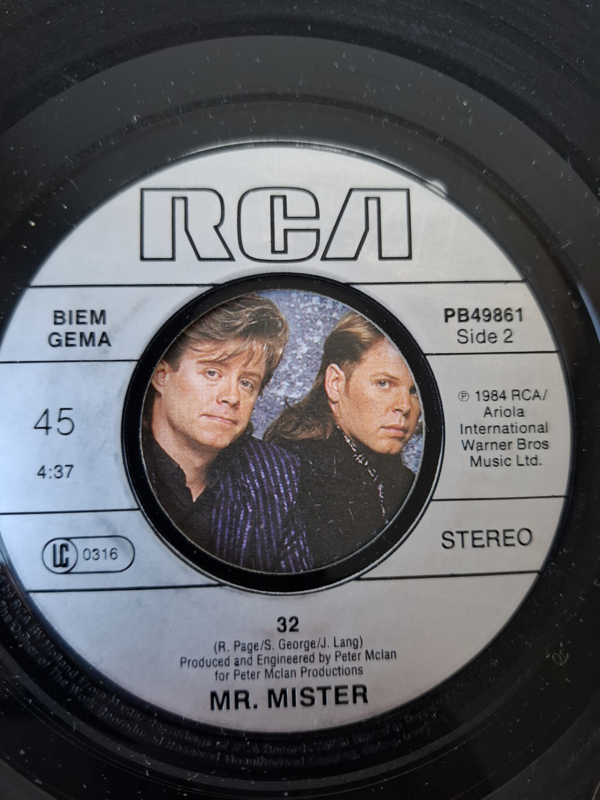 RCA
BIEM
GEMA
PB49861
Side 2
45
4:37
℗ 1984 RCA/
Ariola
International
Warner Bros
Music Ltd.
LC 0316
STEREO
32
(R. Page/S. George/J. Lang)
Produced and Engineered by Peter Mclan
for Peter Mclan Productions
MR. MISTER